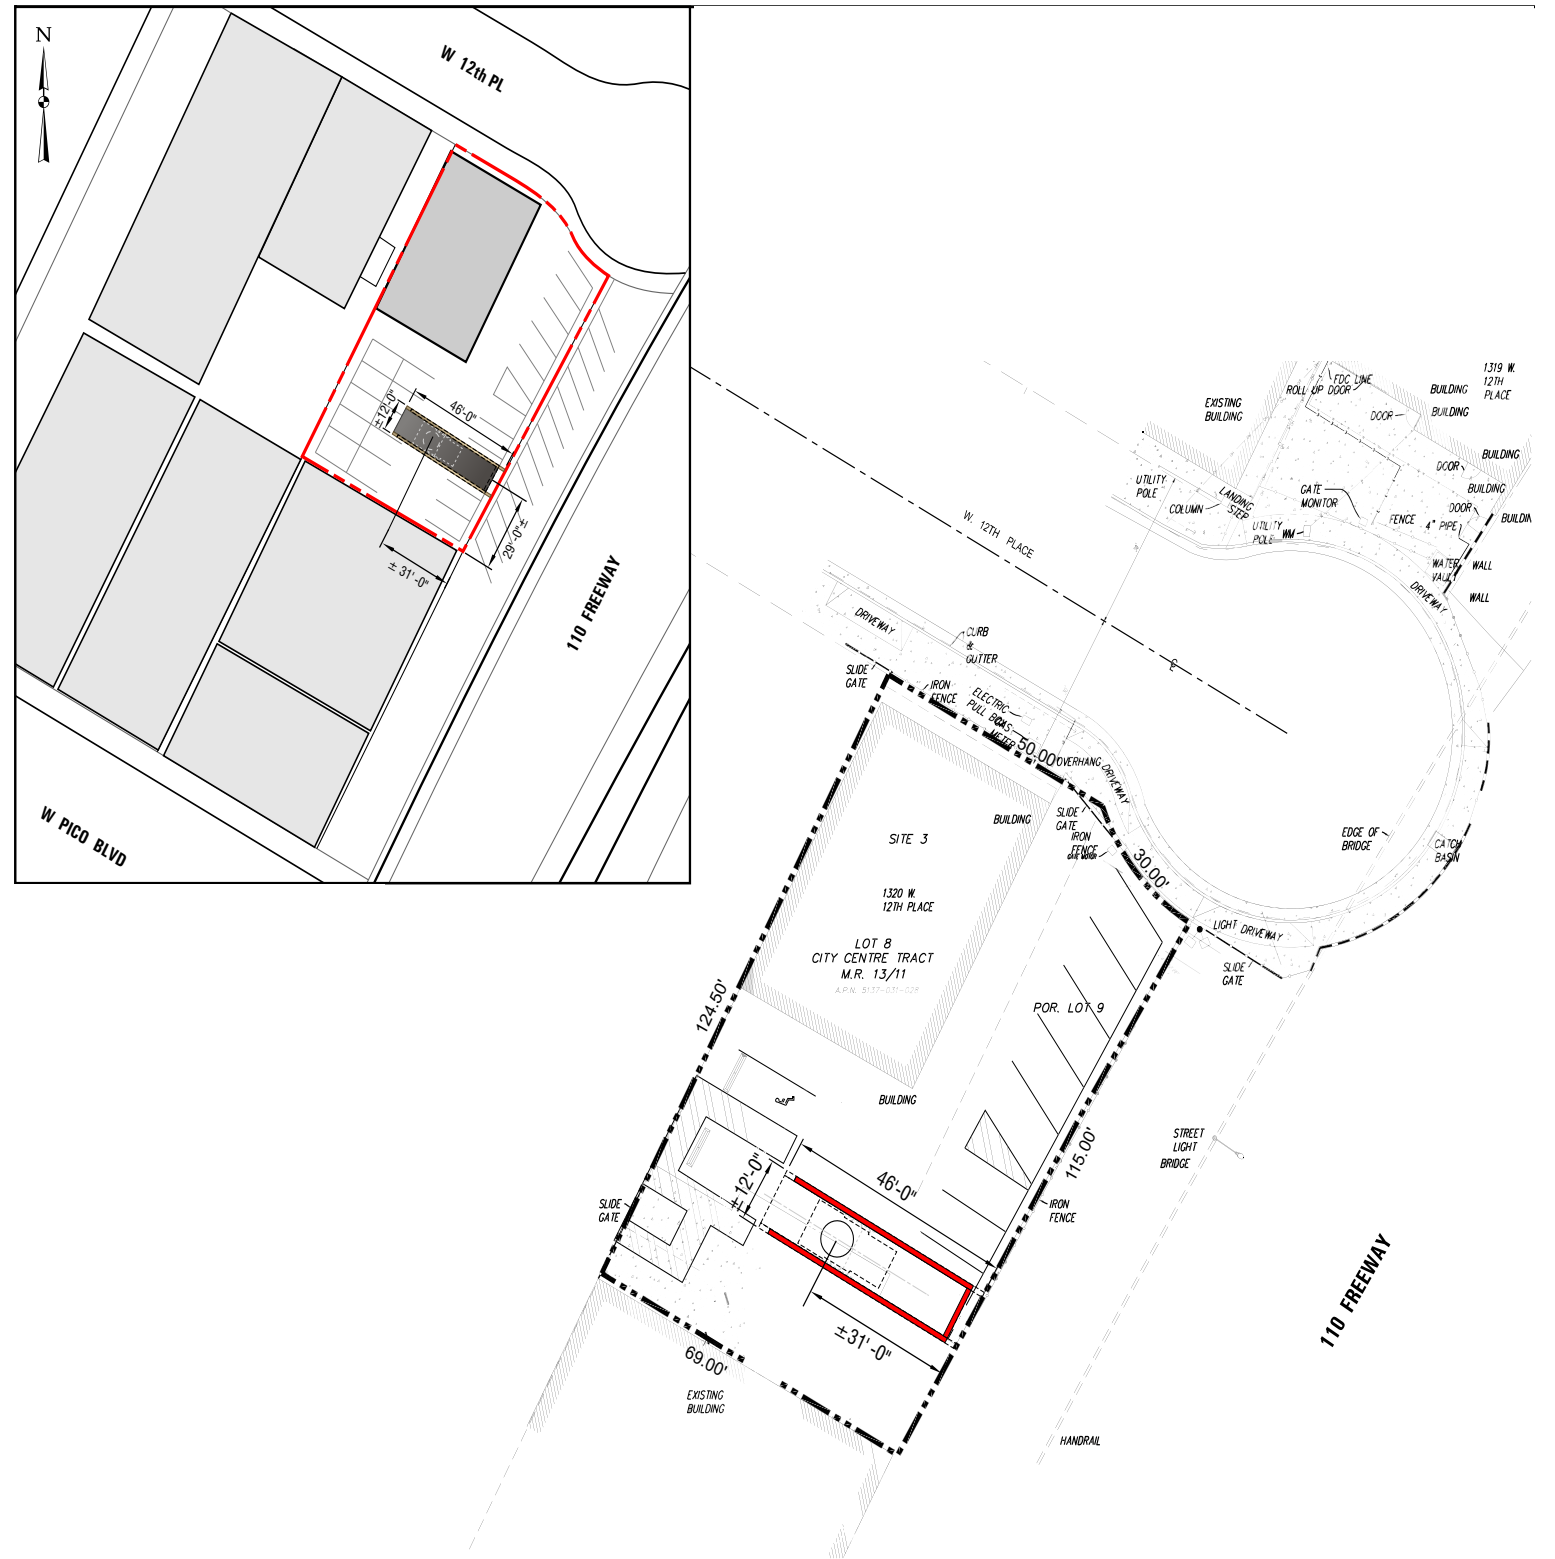 N
W 12th PL
46'-0"
±12'-0"
29'-0"±
± 31'-0"
110 FREEWAY
W PICO BLVD
1319 W.
12TH
PLACE
FDC LINE
ROLL UP DOOR
BUILDING
EXISTING
BUILDING
DOOR
BUILDING
BUILDING
DOOR
UTILITY
POLE
BUILDING
LANDING
STEP
GATE
MONITOR
COLUMN
DOOR
FENCE
4" PIPE
BUILDIN
UTILITY
POLE
WM
W. 12TH PLACE
WATER
VAULT
WALL
DRIVEWAY
WALL
DRIVEWAY
CURB
&
GUTTER
SLIDE
GATE
IRON
FENCE
ELECTRIC
PULL BOX
GAS
METER
50.00'
OVERHANG
DRIVEWAY
SLIDE
GATE
BUILDING
IRON
FENCE
30.00'
EDGE OF
BRIDGE
CATCH
BASIN
SITE 3
1320 W.
12TH PLACE
LIGHT
DRIVEWAY
LOT 8
CITY CENTRE TRACT
M.R. 13/11
A.P.N. 5137-031-028
SLIDE
GATE
124.50'
POR. LOT 9
BUILDING
115.00'
STREET
LIGHT
BRIDGE
±12'-0"
46'-0"
SLIDE
GATE
IRON
FENCE
110 FREEWAY
±31'-0"
69.00'
EXISTING
BUILDING
HANDRAIL